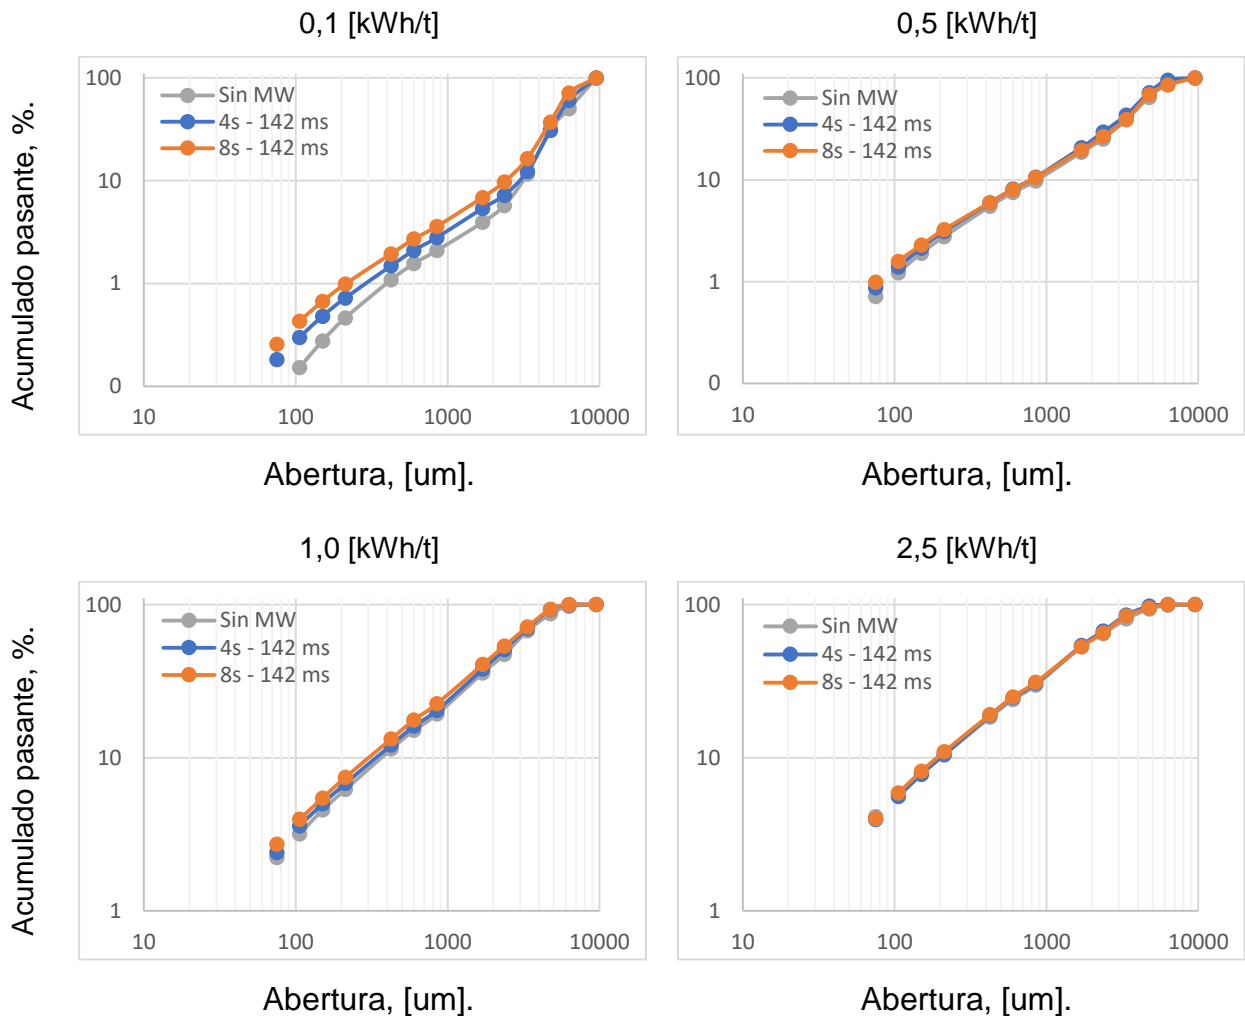 0,1 [kWh/t]
Acumulado pasante, %.
100
10
1
0
Sin MW
4s - 142 ms
8s - 142 ms
10 100 1000 10000
Abertura, [um].
0,5 [kWh/t]
100
10
1
0
Sin MW
4s - 142 ms
8s - 142 ms
10 100 1000 10000
Abertura, [um].
1,0 [kWh/t]
Acumulado pasante, %.
100
10
1
Sin MW
4s - 142 ms
8s - 142 ms
10 100 1000 10000
Abertura, [um].
2,5 [kWh/t]
100
10
1
Sin MW
4s - 142 ms
8s - 142 ms
10 100 1000 10000
Abertura, [um].